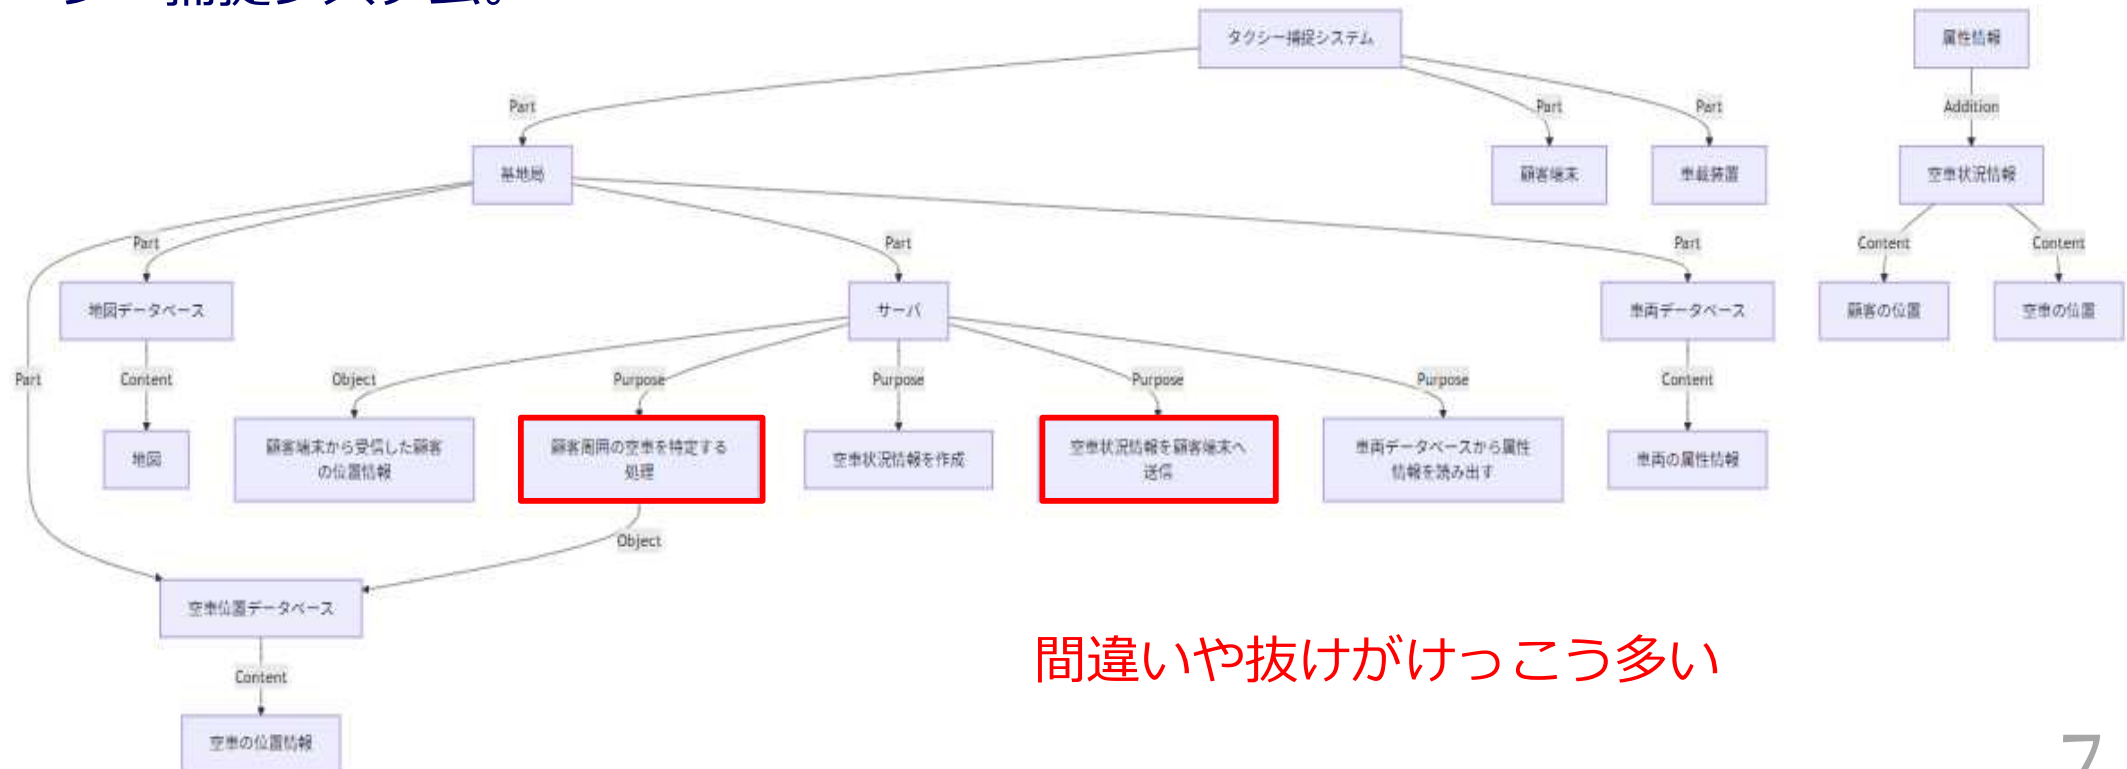 シー捕捉システム。
タクシー捕捉システム
属性情報
Part
Part
Part
Addition
基地局
顧客端末
車載装置
空車状況情報
Part
Part
Part
Content
Content
地図データベース
サーバ
車両データベース
顧客の位置
空車の位置
Part
Content
Object
Purpose
Purpose
Purpose
Purpose
Content
地図
顧客端末から受信した顧客
の位置情報
顧客周囲の空車を特定する
処理
空車状況情報を作成
空車状況情報を顧客端末へ
送信
車両データベースから属性
情報を読み出す
車両の属性情報
Object
空車位置データベース
間違いや抜けがけっこう多い
Content
空車の位置情報
7